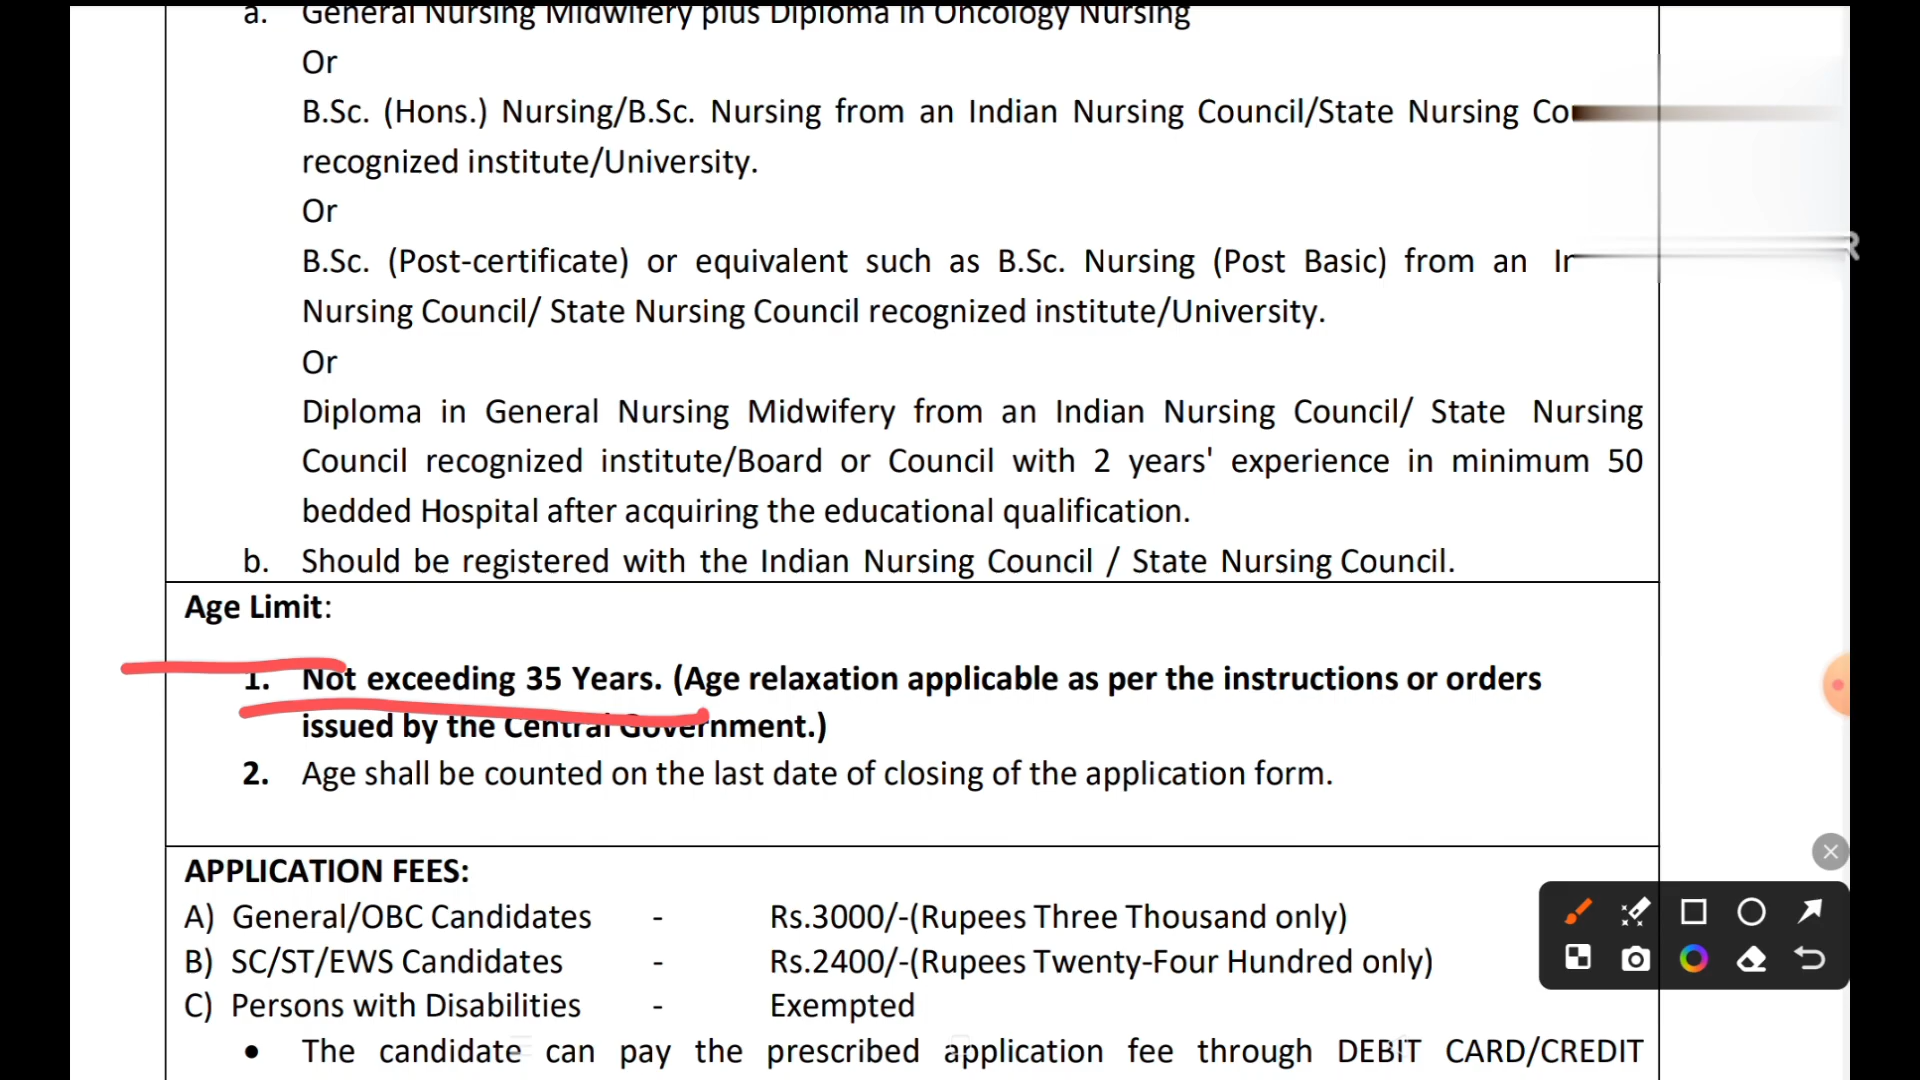 a. General Nursing Midwifery plus Diploma in Oncology Nursing
Or
B.Sc. (Hons.) Nursing/B.Sc. Nursing from an Indian Nursing Council/State Nursing
recognized institute/University.
Or
B.Sc. (Post-certificate) or equivalent such as B.Sc. Nursing (Post Basic) from an
Nursing Council/ State Nursing Council recognized institute/University.
Or
Diploma in General Nursing Midwifery from an Indian Nursing Council/ State Nursing
Council recognized institute/Board or Council with 2 years' experience in minimum 50
bedded Hospital after acquiring the educational qualification.
b. Should be registered with the Indian Nursing Council / State Nursing Council.
Age Limit:
1. Not exceeding 35 Years. (Age relaxation applicable as per the instructions or orders
issued by the Central Government.)
2. Age shall be counted on the last date of closing of the application form.
APPLICATION FEES:
A) General/OBC Candidates - Rs.3000/-(Rupees Three Thousand only)
B) SC/ST/EWS Candidates - Rs.2400/-(Rupees Twenty-Four Hundred only)
C) Persons with Disabilities - Exempted
• The candidate can pay the prescribed application fee through DEBIT CARD/CREDIT